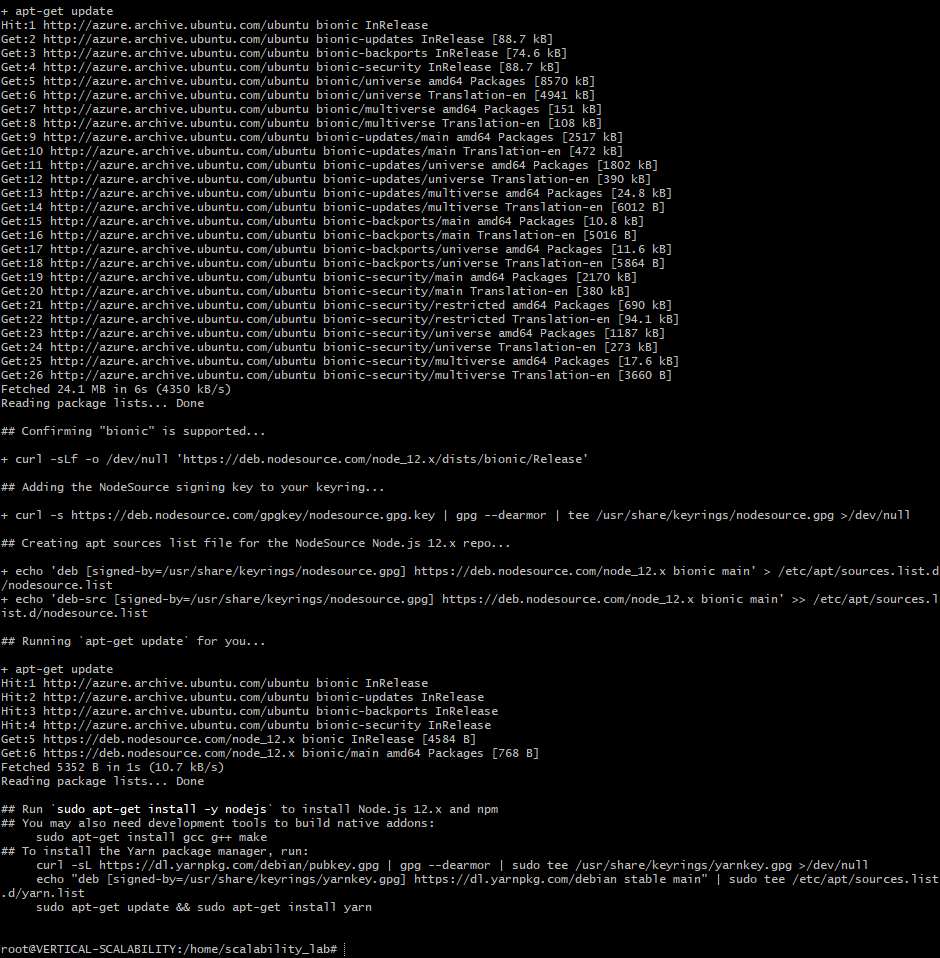 + apt-get update
Hit:1 http://azure.archive.ubuntu.com/ubuntu bionic InRelease
Get:2 http://azure.archive.ubuntu.com/ubuntu bionic-updates InRelease [88.7 kB]
Get:3 http://azure.archive.ubuntu.com/ubuntu bionic-backports InRelease [74.6 kB]
Get:4 http://azure.archive.ubuntu.com/ubuntu bionic-security InRelease [88.7 kB]
Get:5 http://azure.archive.ubuntu.com/ubuntu bionic/universe amd64 Packages [8570 kB]
Get:6 http://azure.archive.ubuntu.com/ubuntu bionic/universe Translation-en [4941 kB]
Get:7 http://azure.archive.ubuntu.com/ubuntu bionic/multiverse amd64 Packages [151 kB]
Get:8 http://azure.archive.ubuntu.com/ubuntu bionic/multiverse Translation-en [108 kB]
Get:9 http://azure.archive.ubuntu.com/ubuntu bionic-updates/main amd64 Packages [2517 kB]
Get:10 http://azure.archive.ubuntu.com/ubuntu bionic-updates/main Translation-en [472 kB]
Get:11 http://azure.archive.ubuntu.com/ubuntu bionic-updates/universe amd64 Packages [1802 kB]
Get:12 http://azure.archive.ubuntu.com/ubuntu bionic-updates/universe Translation-en [390 kB]
Get:13 http://azure.archive.ubuntu.com/ubuntu bionic-updates/multiverse amd64 Packages [24.8 kB]
Get:14 http://azure.archive.ubuntu.com/ubuntu bionic-updates/multiverse Translation-en [6012 B]
Get:15 http://azure.archive.ubuntu.com/ubuntu bionic-backports/main amd64 Packages [10.8 kB]
Get:16 http://azure.archive.ubuntu.com/ubuntu bionic-backports/main Translation-en [5016 B]
Get:17 http://azure.archive.ubuntu.com/ubuntu bionic-backports/universe amd64 Packages [11.6 kB]
Get:18 http://azure.archive.ubuntu.com/ubuntu bionic-backports/universe Translation-en [5864 B]
Get:19 http://azure.archive.ubuntu.com/ubuntu bionic-security/main amd64 Packages [2170 kB]
Get:20 http://azure.archive.ubuntu.com/ubuntu bionic-security/main Translation-en [380 kB]
Get:21 http://azure.archive.ubuntu.com/ubuntu bionic-security/restricted amd64 Packages [690 kB]
Get:22 http://azure.archive.ubuntu.com/ubuntu bionic-security/restricted Translation-en [94.1 kB]
Get:23 http://azure.archive.ubuntu.com/ubuntu bionic-security/universe amd64 Packages [1187 kB]
Get:24 http://azure.archive.ubuntu.com/ubuntu bionic-security/universe Translation-en [273 kB]
Get:25 http://azure.archive.ubuntu.com/ubuntu bionic-security/multiverse amd64 Packages [17.6 kB]
Get:26 http://azure.archive.ubuntu.com/ubuntu bionic-security/multiverse Translation-en [3660 B]
Fetched 24.1 MB in 6s (4350 kB/s)
Reading package lists... Done
## Confirming "bionic" is supported...
+ curl -sLf -o /dev/null 'https://deb.nodesource.com/node_12.x/dists/bionic/Release'
## Adding the NodeSource signing key to your keyring...
+ curl -s https://deb.nodesource.com/gpgkey/nodesource.gpg.key | gpg --dearmor | tee /usr/share/keyrings/nodesource.gpg >/dev/null
## Creating apt sources list file for the NodeSource Node.js 12.x repo...
+ echo 'deb [signed-by=/usr/share/keyrings/nodesource.gpg] https://deb.nodesource.com/node_12.x bionic main' > /etc/apt/sources.list.d
/nodesource.list
+ echo 'deb-src [signed-by=/usr/share/keyrings/nodesource.gpg] https://deb.nodesource.com/node_12.x bionic main' >> /etc/apt/sources.l
ist.d/nodesource.list
## Running `apt-get update` for you...
+ apt-get update
Hit:1 http://azure.archive.ubuntu.com/ubuntu bionic InRelease
Hit:2 http://azure.archive.ubuntu.com/ubuntu bionic-updates InRelease
Hit:3 http://azure.archive.ubuntu.com/ubuntu bionic-backports InRelease
Hit:4 http://azure.archive.ubuntu.com/ubuntu bionic-security InRelease
Get:5 https://deb.nodesource.com/node_12.x bionic InRelease [4584 B]
Get:6 https://deb.nodesource.com/node_12.x bionic/main amd64 Packages [768 B]
Fetched 5352 B in 1s (10.7 kB/s)
Reading package lists... Done
## Run `sudo apt-get install -y nodejs` to install Node.js 12.x and npm
## You may also need development tools to build native addons:
sudo apt-get install gcc g++ make
## To install the Yarn package manager, run:
curl -sL https://dl.yarnpkg.com/debian/pubkey.gpg | gpg --dearmor | sudo tee /usr/share/keyrings/yarnkey.gpg >/dev/null
echo "deb [signed-by=/usr/share/keyrings/yarnkey.gpg] https://dl.yarnpkg.com/debian stable main" | sudo tee /etc/apt/sources.list
.d/yarn.list
sudo apt-get update && sudo apt-get install yarn
root@VERTICAL-SCALABILITY:/home/scalability_lab#